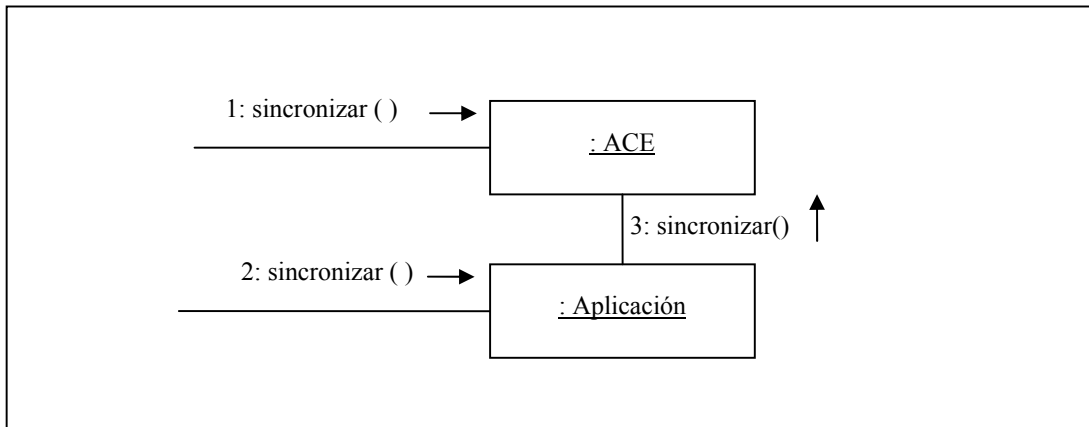 1: sincronizar ( )
: ACE
3: sincronizar()
2: sincronizar ( )
: Aplicación